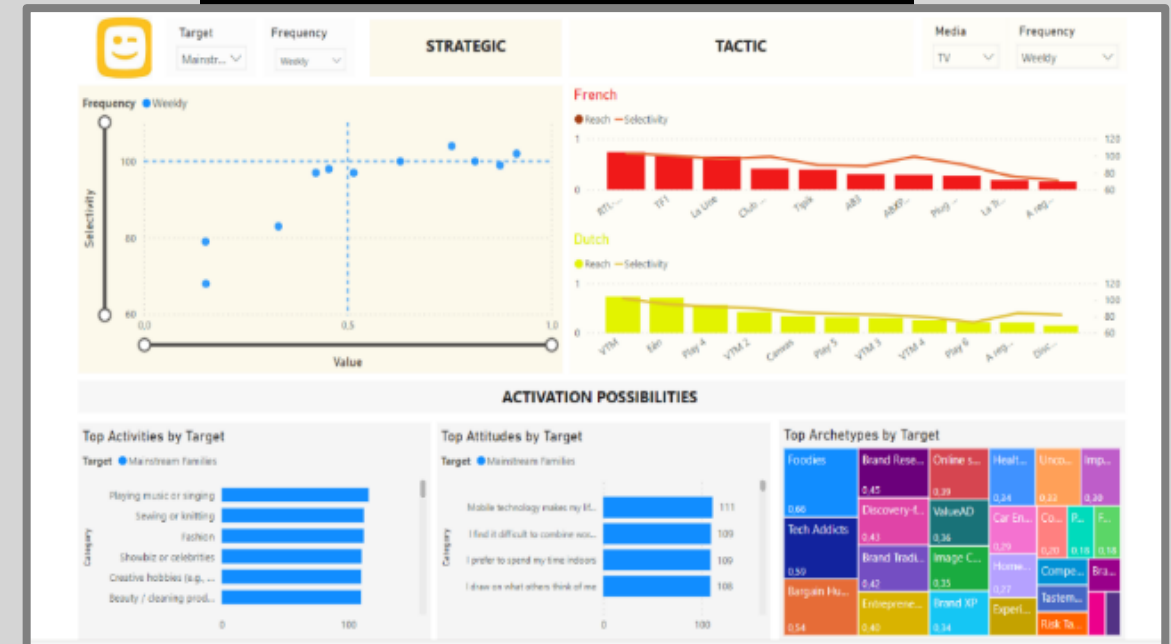 Target
Mainstr...
Frequency
Weekly
STRATEGIC
TACTIC
Media
TV
Frequency
Weekly
Frequency Weekly
Selectivity
100
80
60
0,0
0,5
1,0
Value
French
Reach Selectivity
1
0
120
100
80
60
RTL-...
TF1
La Une
Club ...
Tipik
AB3
ABXP...
Plug ...
La Tr...
A reg...
Dutch
Reach Selectivity
1
0
120
100
80
60
VTM
Eén
Play 4
VTM 2
Canvas
Play 5
VTM 3
VTM 4
Play 6
A reg...
Disc...
ACTIVATION POSSIBILITIES
Top Activities by Target
Target Mainstream Families
Category
Playing music or singing
Sewing or knitting
Fashion
Showbiz or celebrities
Creative hobbies (e.g., ...
Beauty / cleaning prod...
0
100
Top Attitudes by Target
Target Mainstream Families
Category
Mobile technology makes my lif...
111
I find it difficult to combine wor...
109
I prefer to spend my time indoors
109
I draw on what others think of me
108
0
100
Top Archetypes by Target
Foodies
0,66
Tech Addicts
0,59
Bargain Hu...
0,54
Brand Rese...
0,45
Discovery-f...
0,43
Brand Tradi...
0,42
Entreprene...
0,40
Online s...
0,39
ValueAD
0,36
Image C...
0,35
Brand XP
0,34
Healt...
0,34
Car En...
0,29
Home...
0,27
Experi...
Unco...
0,33
Imp...
0,30
Co...
0,20
P...
0,18
F...
0,18
Compe...
Bra...
Tastem...
Risk Ta...